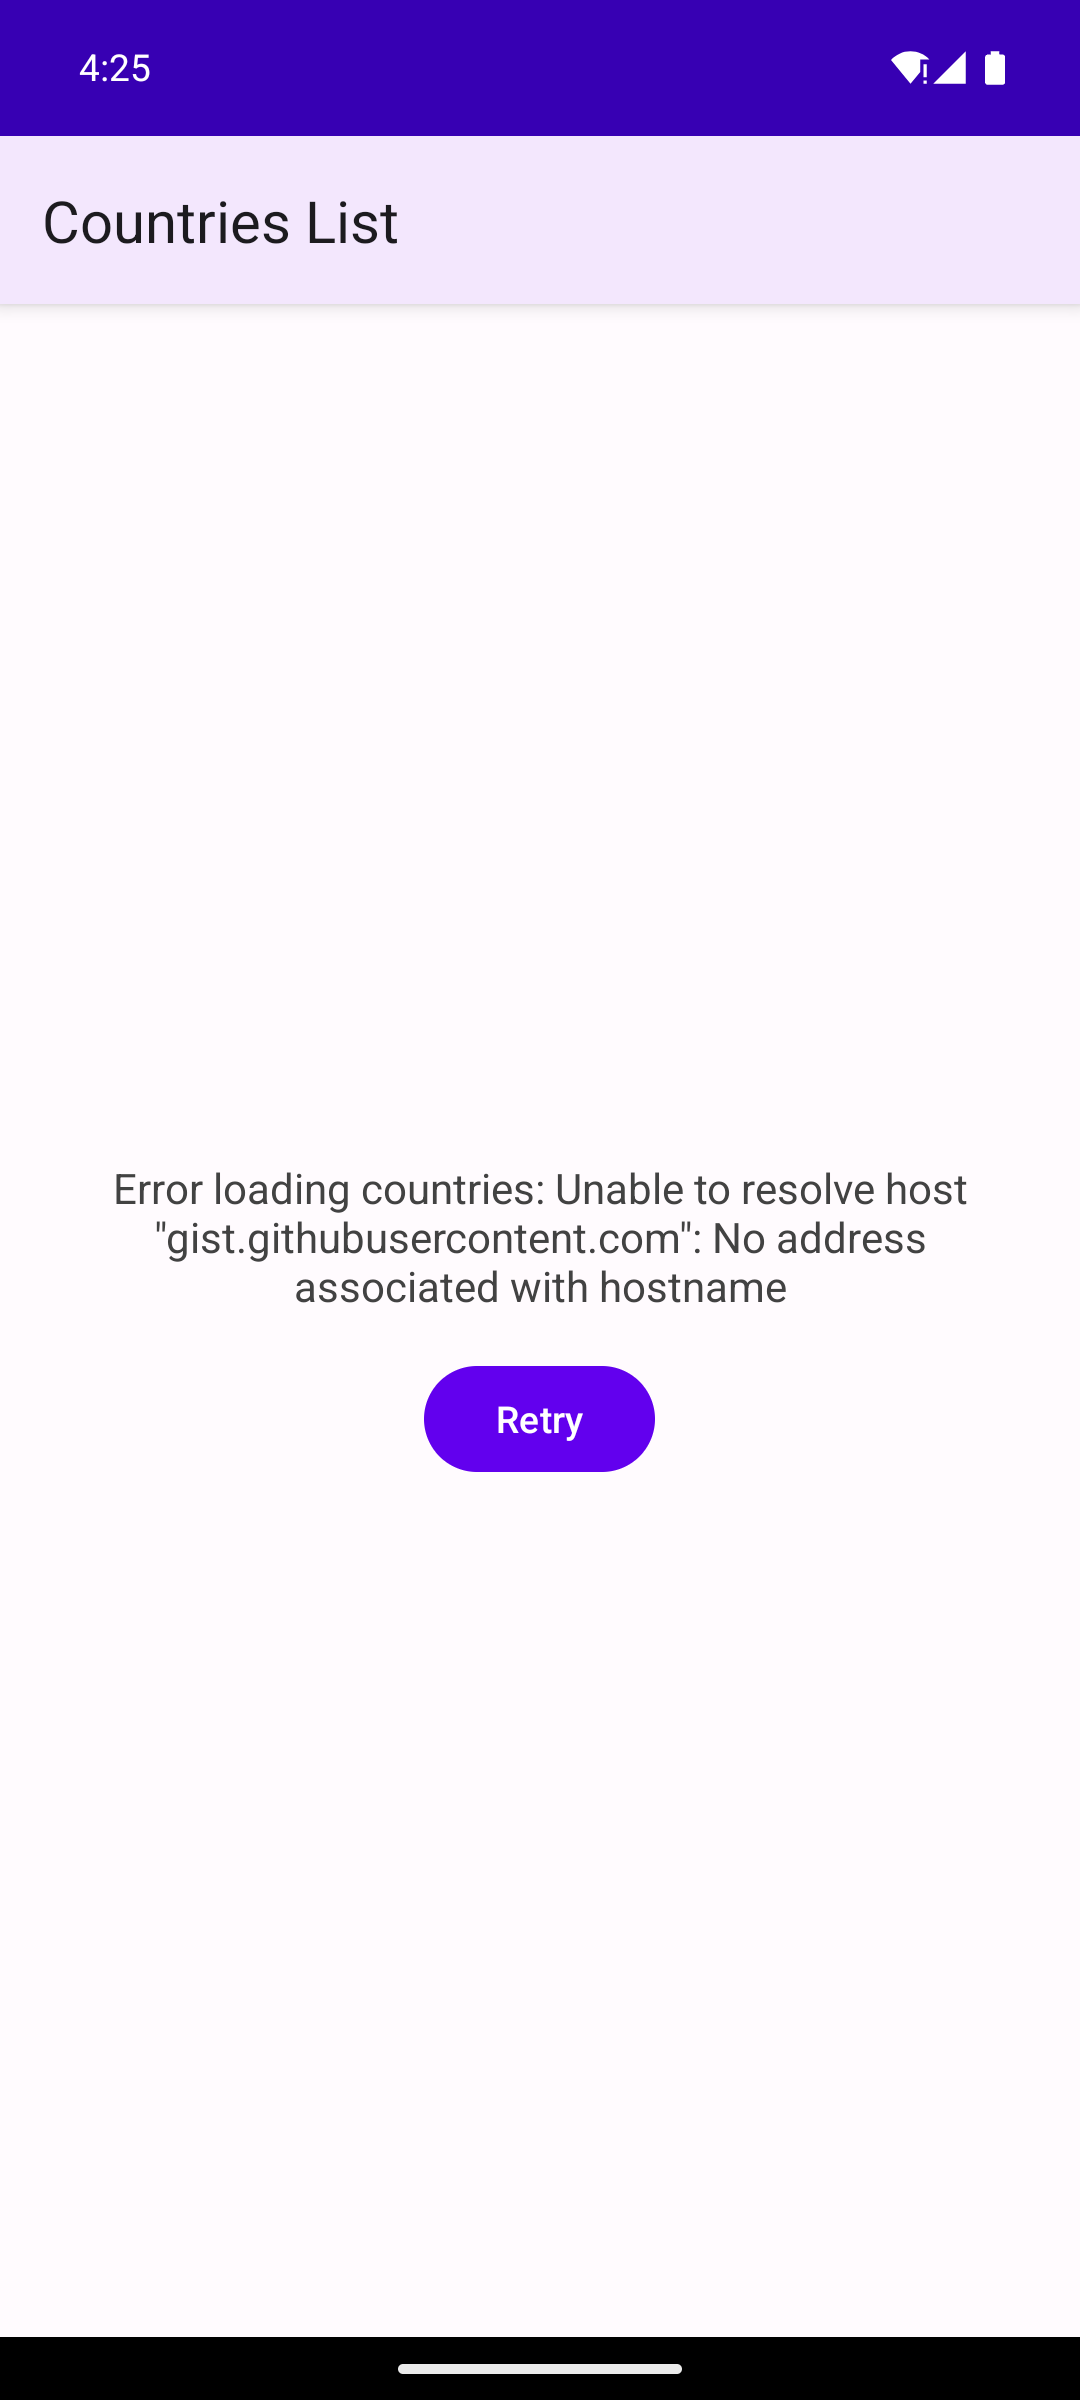 4:25
Countries List
Error loading countries: Unable to resolve host
"gist.githubusercontent.com": No address
associated with hostname
Retry